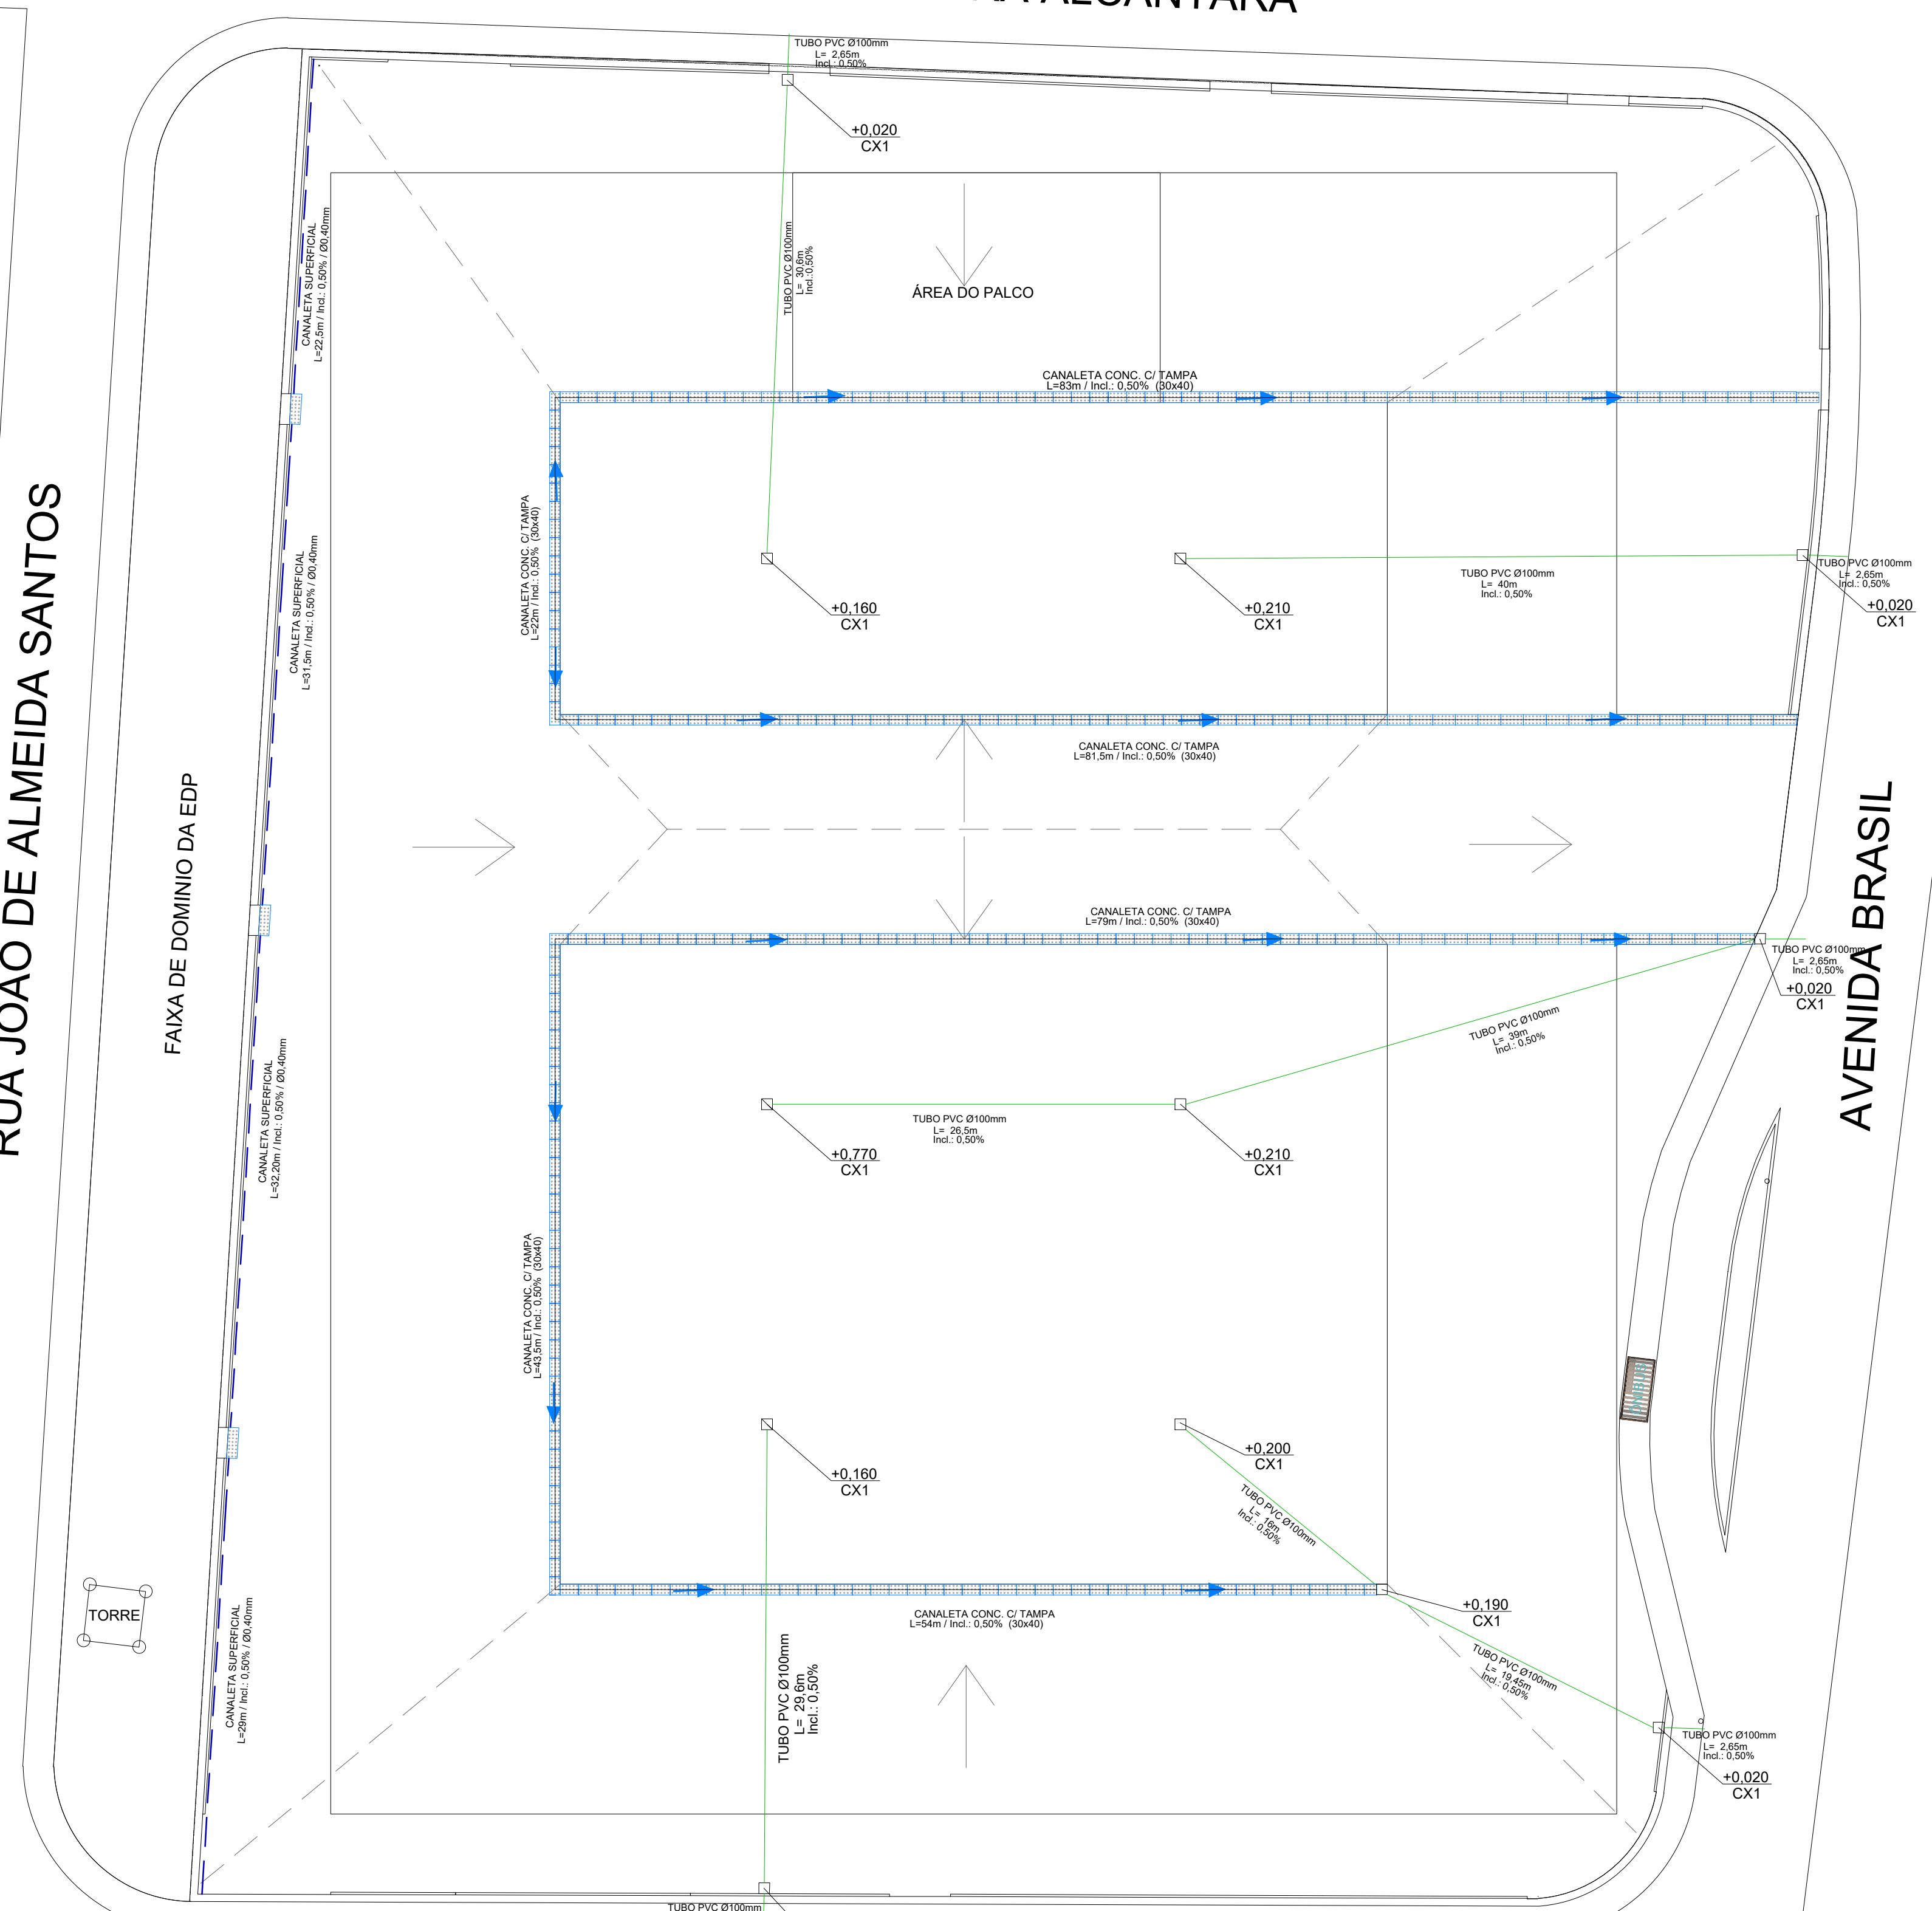 ALCANTARA
TUBO PVC Ø100mm
L= 2,65m
Incl.: 0,50%
+0,020
CX1
CANALETA SUPERFICIAL
L=22,5m / Incl.: 0,50% / Ø0,40mm
TUBO PVC Ø100mm
L= 30,6m
Incl.:0,50%
ÁREA DO PALCO
CANALETA CONC. C/ TAMPA
L=83m / Incl.: 0,50% (30x40)
RUA JOAO DE ALMEIDA SANTOS
CANALETA SUPERFICIAL
L=31,5m / Incl.: 0,50% / Ø0,40mm
CANALETA CONC. C/ TAMPA
L=22m / Incl.: 0,50% (30x40)
+0,160
CX1
+0,210
CX1
TUBO PVC Ø100mm
L= 40m
Incl.: 0,50%
TUBO PVC Ø100mm
L= 2,65m
Incl.: 0,50%
+0,020
CX1
CANALETA CONC. C/ TAMPA
L=81,5m / Incl.: 0,50% (30x40)
FAIXA DE DOMINIO DA EDP
AVENIDA BRASIL
CANALETA CONC. C/ TAMPA
L=79m / Incl.: 0,50% (30x40)
TUBO PVC Ø100mm
L= 2,65m
Incl.: 0,50%
+0,020
CX1
TUBO PVC Ø100mm
L= 39m
Incl.: 0,50%
CANALETA SUPERFICIAL
L=32,20m / Incl.: 0,50% / Ø0,40mm
TUBO PVC Ø100mm
L= 26,5m
Incl.: 0,50%
+0,770
CX1
+0,210
CX1
CANALETA CONC. C/ TAMPA
L=43,5m / Incl.: 0,50% (30x40)
+0,160
CX1
+0,200
CX1
TUBO PVC Ø100mm
L= 16m
Incl.: 0,50%
TORRE
CANALETA SUPERFICIAL
L=29m / Incl.: 0,50% / Ø0,40mm
CANALETA CONC. C/ TAMPA
L=54m / Incl.: 0,50% (30x40)
+0,190
CX1
TUBO PVC Ø100mm
L= 29,6m
Incl.: 0,50%
TUBO PVC Ø100mm
L= 19,45m
Incl.: 0,50%
TUBO PVC Ø100mm
L= 2,65m
Incl.: 0,50%
+0,020
CX1
TUBO PVC Ø100mm